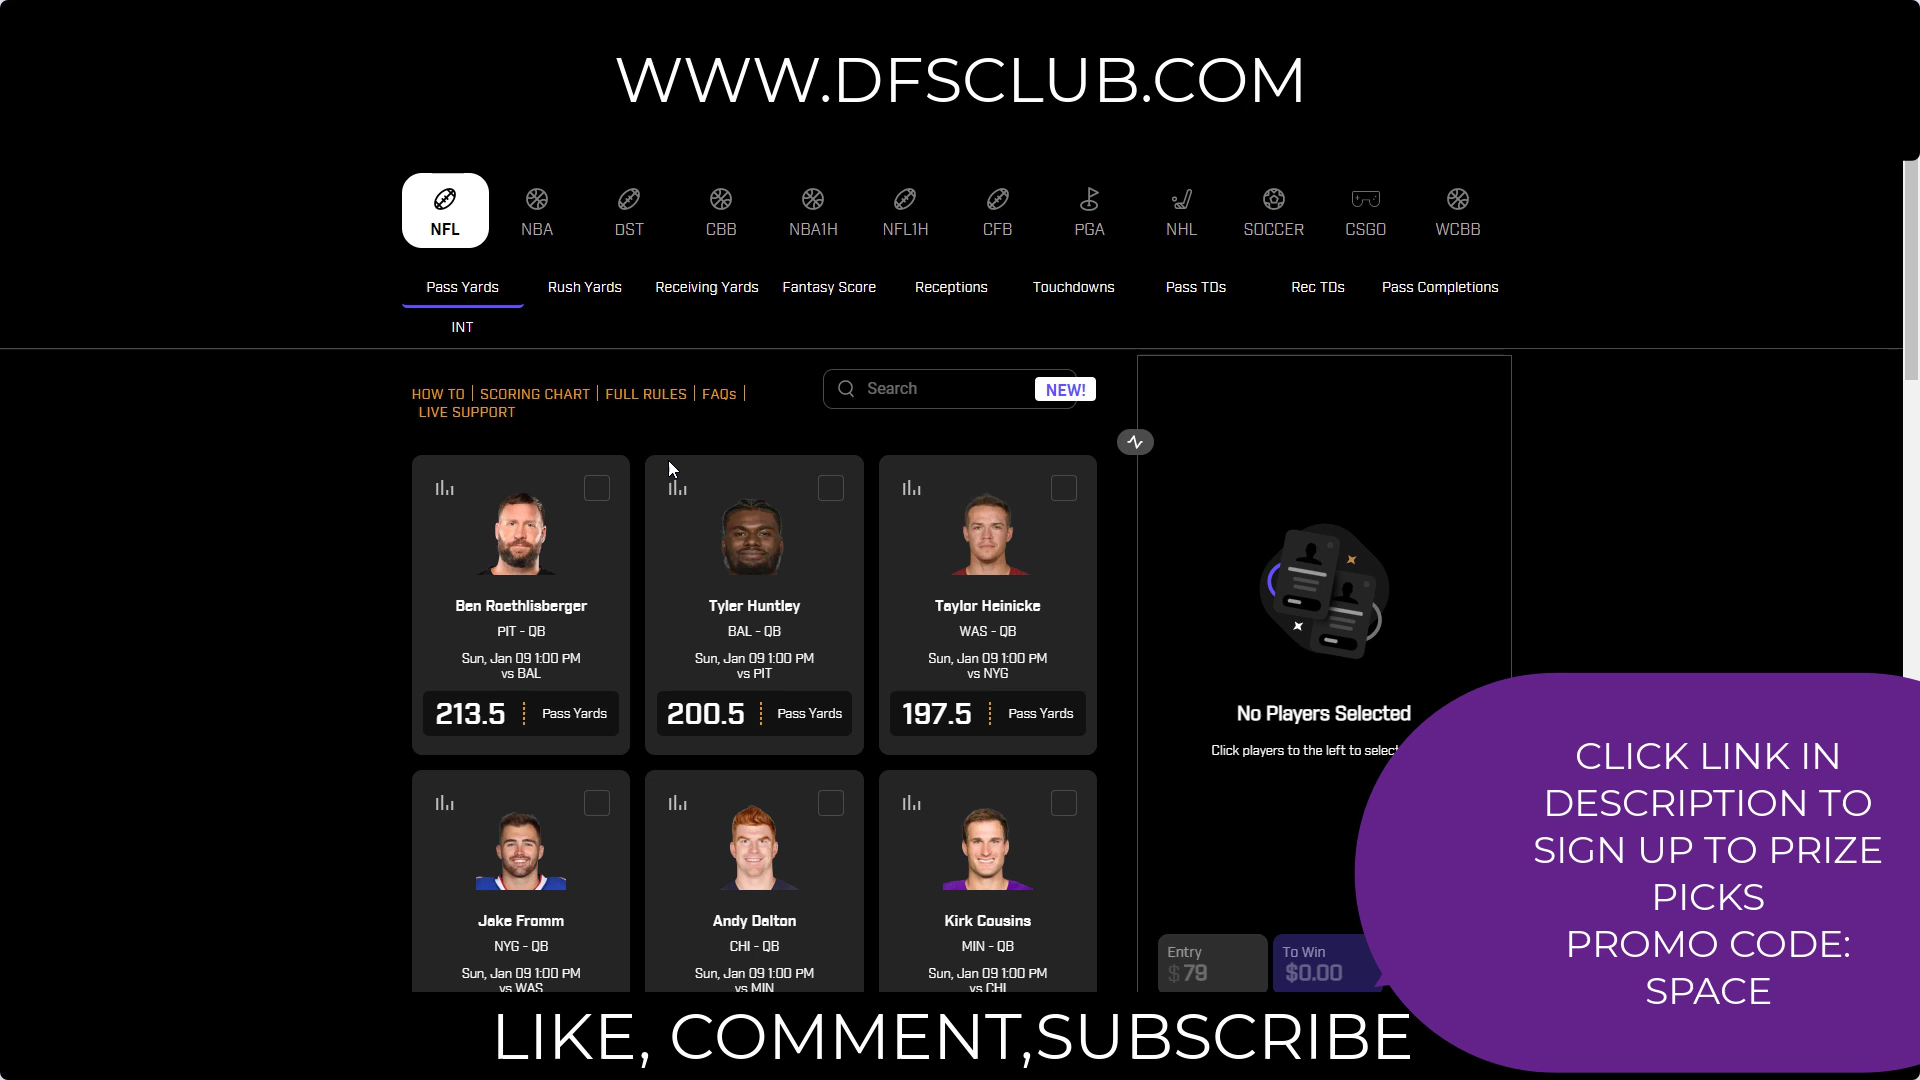 WWW.DFSCLUB.COM
NFL NBA DST CBB NBA1H NFL1H CFB PGA NHL SOCCER CSGO WCBB
Pass Yards Rush Yards Receiving Yards Fantasy Score Receptions Touchdowns Pass TDs Rec TDs Pass Completions
INT
HOW TO | SCORING CHART | FULL RULES | FAQs |
LIVE SUPPORT
Search NEW!
Ben Roethlisberger
PIT - QB
Sun, Jan 09 1:00 PM
vs BAL
213.5 Pass Yards
Tyler Huntley
BAL - QB
Sun, Jan 09 1:00 PM
vs PIT
200.5 Pass Yards
Taylor Heinicke
WAS - QB
Sun, Jan 09 1:00 PM
vs NYG
197.5 Pass Yards
Jake Fromm
NYG - QB
Sun, Jan 09 1:00 PM
vs WAS
Andy Dalton
CHI - QB
Sun, Jan 09 1:00 PM
vs MIN
Kirk Cousins
MIN - QB
Sun, Jan 09 1:00 PM
vs CHI
No Players Selected
Click players to the left to select
Entry
$79
To Win
$0.00
CLICK LINK IN
DESCRIPTION TO
SIGN UP TO PRIZE
PICKS
PROMO CODE:
SPACE
LIKE, COMMENT,SUBSCRIBE